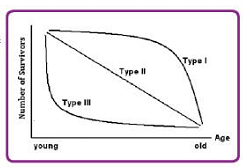 Number of Survivors
Type I
Type II
Type III
Age
young
old